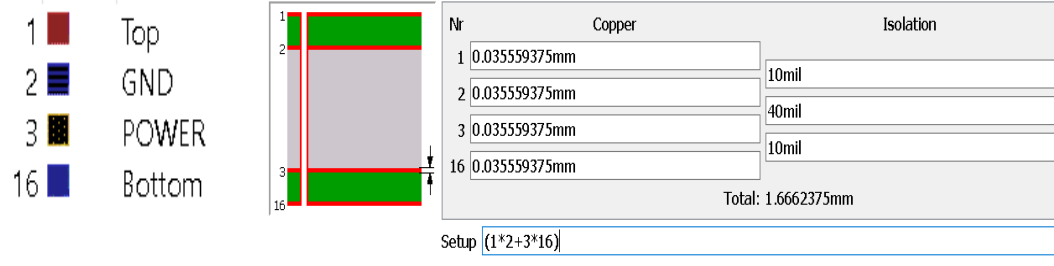 1 Top
2 GND
3 POWER
16 Bottom
1
2
3
16
Nr Copper Isolation
1 0.035559375mm
10mil
2 0.035559375mm
40mil
3 0.035559375mm
10mil
16 0.035559375mm
Total: 1.6662375mm
Setup (1*2+3*16)